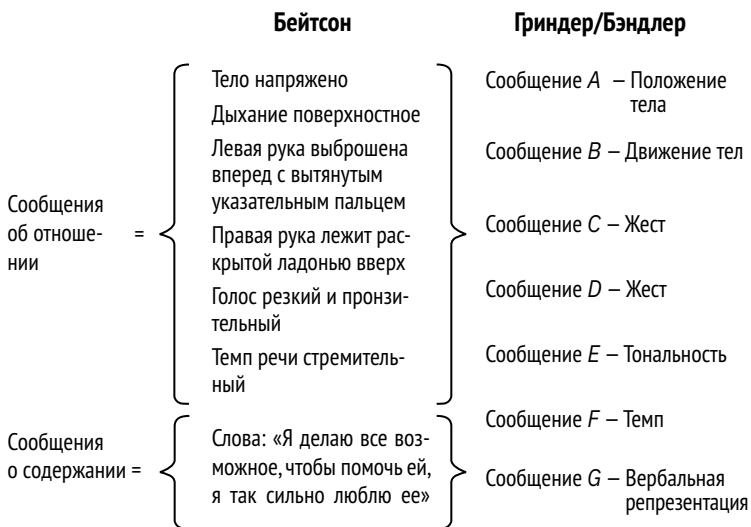 Бейтсон
Гриндер/Бэндлер
Сообщения
об отноше-
нии
=
Тело напряжено
Дыхание поверхностное
Левая рука выброшена
вперед с вытянутым
указательным пальцем
Правая рука лежит рас-
крытой ладонью вверх
Голос резкий и пронзи-
тельный
Темп речи стремитель-
ный
Сообщение A – Положение
тела
Сообщение B – Движение тел
Сообщение C – Жест
Сообщение D – Жест
Сообщение E – Тональность
Сообщение F – Темп
Сообщения
о содержании =
Слова: «Я делаю все воз-
можное, чтобы помочь ей,
я так сильно люблю ее»
Сообщение G – Вербальная
репрезентация